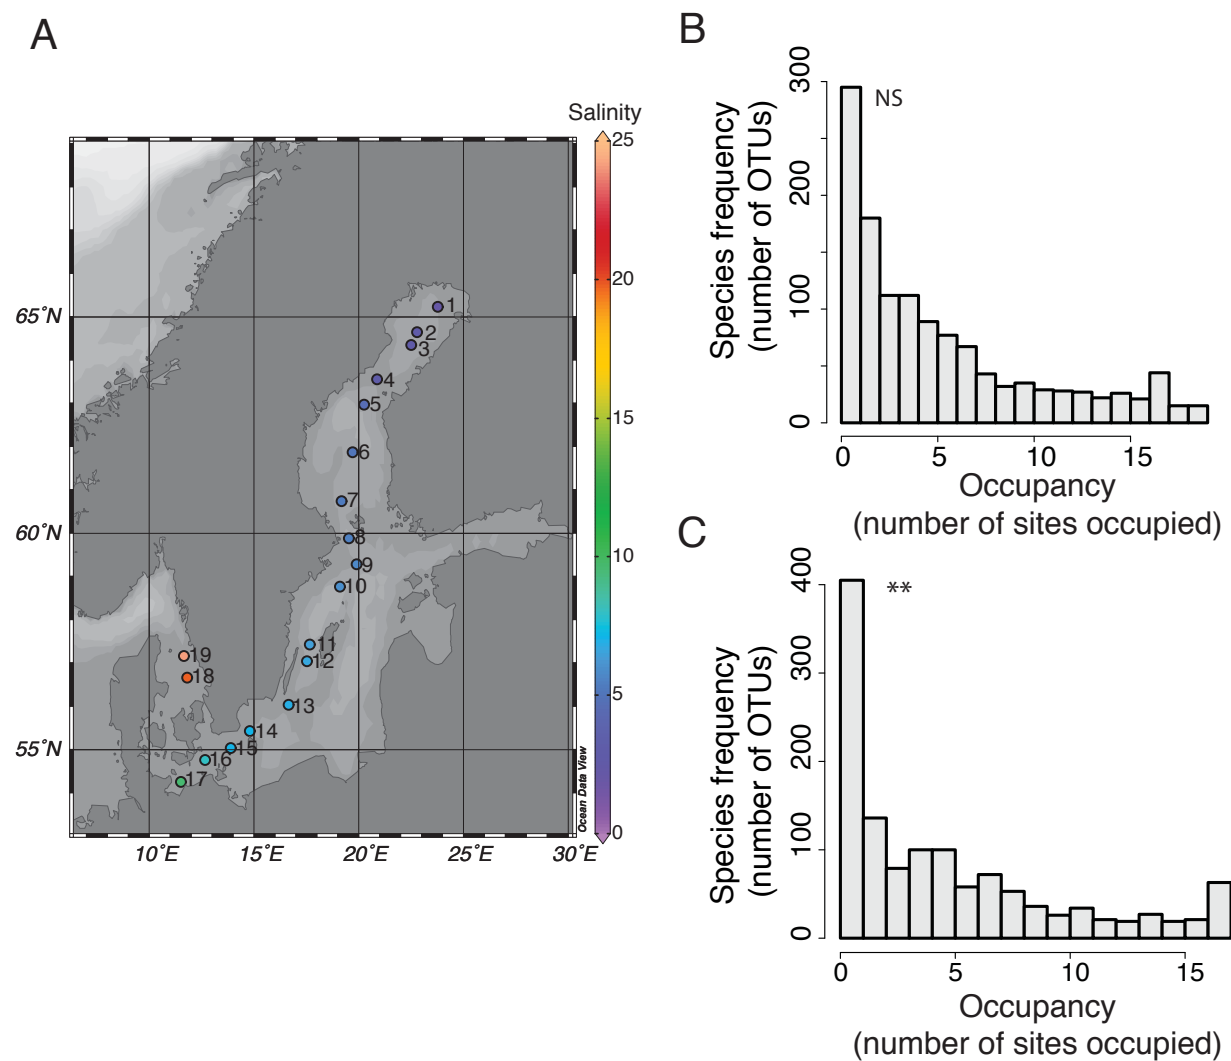 A
Salinity
25
20
15
10
5
0
65°N
60°N
55°N
10°E
15°E
20°E
25°E
30°E
1
2
3
4
5
6
7
8
9
10
11
12
13
14
15
16
17
18
19
Ocean Data View
B
Species frequency
(number of OTUs)
0
100
200
300
NS
0
5
10
15
Occupancy
(number of sites occupied)
C
Species frequency
(number of OTUs)
0
100
200
300
400
**
0
5
10
15
Occupancy
(number of sites occupied)